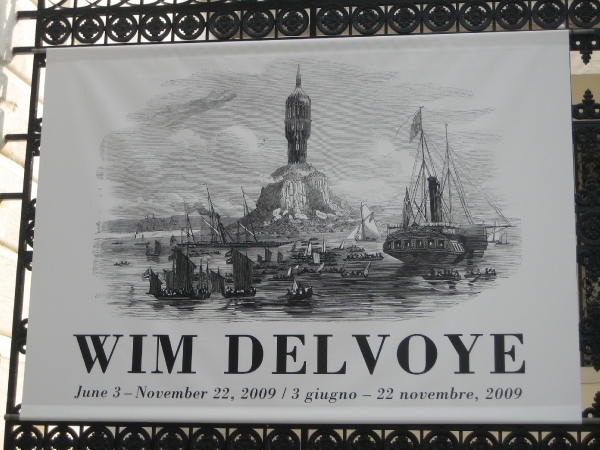 WIM DELVOYE
June 3 – November 22, 2009 / 3 giugno – 22 novembre, 2009